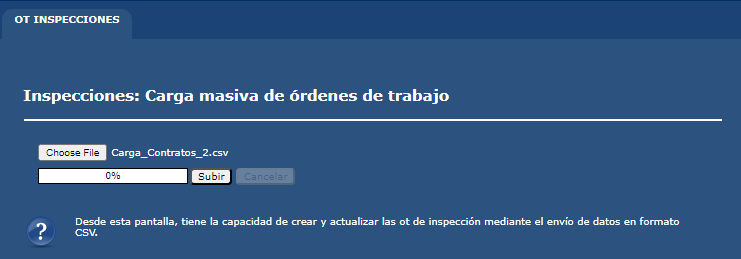 OT INSPECCIONES
Inspecciones: Carga masiva de órdenes de trabajo
Choose File Carga_Contratos_2.csv
0% Subir Cancelar
? Desde esta pantalla, tiene la capacidad de crear y actualizar las ot de inspección mediante el envío de datos en formato
CSV.